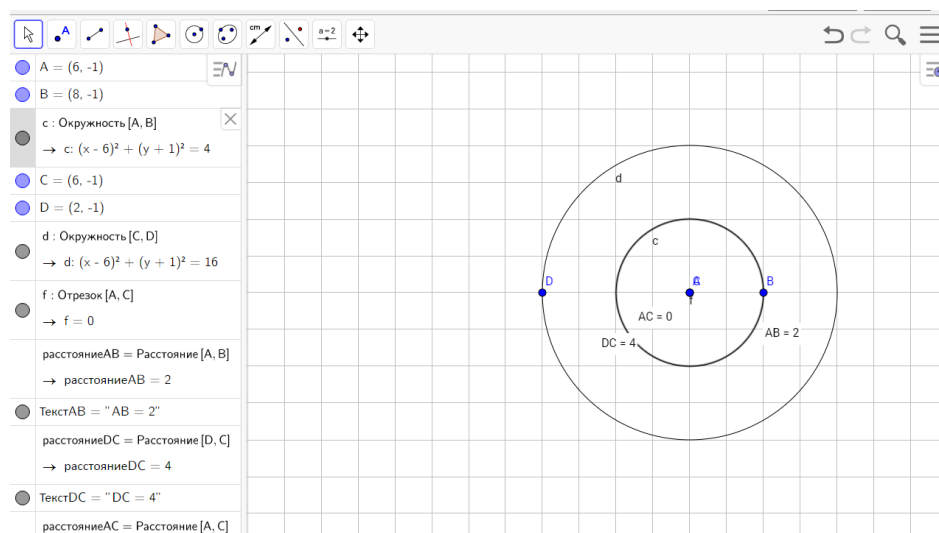 A
cm
a=2
A = (6, -1)
B = (8, -1)
c : Окружность[A, B]
→ c: (x - 6)² + (y + 1)² = 4
C = (6, -1)
D = (2, -1)
d : Окружность[C, D]
→ d: (x - 6)² + (y + 1)² = 16
f : Отрезок[A, C]
→ f = 0
расстояниеAB = Расстояние[A, B]
→ расстояниеAB = 2
ТекстAB = "AB = 2"
расстояниеDC = Расстояние[D, C]
→ расстояниеDC = 4
ТекстDC = "DC = 4"
расстояниеAC = Расстояние[A, C]
d
c
D
B
f
AC = 0
AB = 2
DC = 4